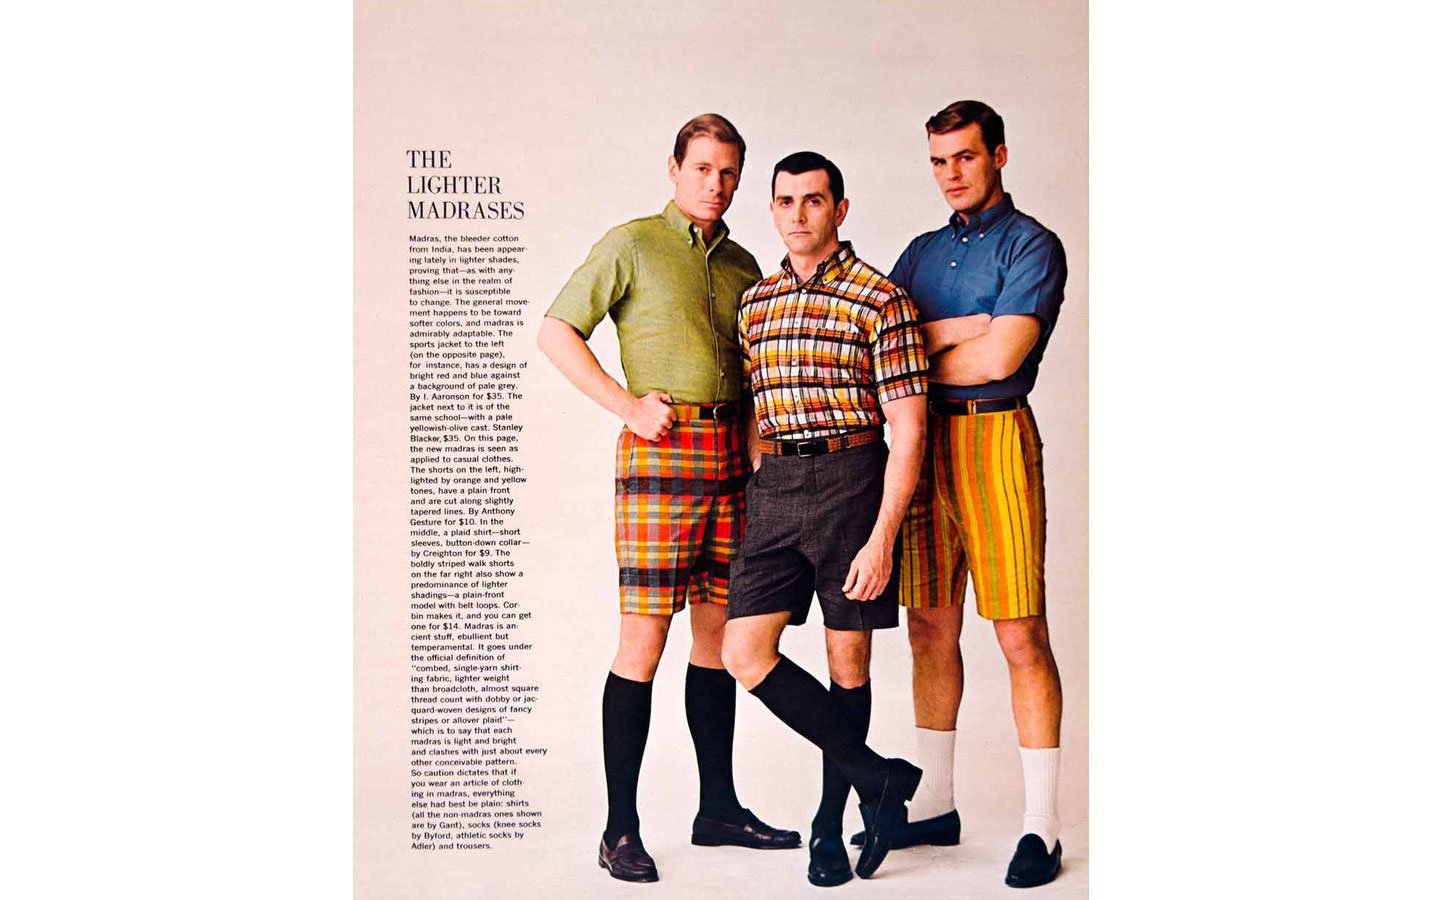 THE
LIGHTER
MADRASES
Madras, the bleeder cotton
from India, has been appear-
ing lately in lighter shades,
proving that—as with any-
thing else in the realm of
fashion—it is susceptible
to change. The general move-
ment happens to be toward
softer colors, and madras is
admirably adaptable. The
sports jacket to the left
(on the opposite page),
for instance, has a design of
bright red and blue against
a background of pale grey.
By I. Aaronson for $35. The
jacket next to it is of the
same school—with a pale
yellowish-olive cast. Stanley
Blacker, $35. On this page,
the new madras is seen as
applied to casual clothes.
The shorts on the left, high-
lighted by orange and yellow
tones, have a plain front
and are cut along slightly
tapered lines. By Anthony
Gesture for $10. In the
middle, a plaid shirt—short
sleeves, button-down collar—
by Creighton for $9. The
boldly striped walk shorts
on the far right also show a
predominance of lighter
shadings—a plain-front
model with belt loops. Cor-
bin makes it, and you can get
one for $14. Madras is an-
cient stuff, ebullient but
temperamental. It goes under
the official definition of
"combed, single-yarn shirt-
ing fabric, lighter weight
than broadcloth, almost square
thread count with dobby or jac-
quard-woven designs of fancy
stripes or allover plaid"—
which is to say that each
madras is light and bright
and clashes with just about every
other conceivable pattern.
So caution dictates that if
you wear an article of cloth-
ing in madras, everything
else had best be plain: shirts
(all the non-madras ones shown
are by Gant), socks (knee socks
by Byford, athletic socks by
Adler) and trousers.